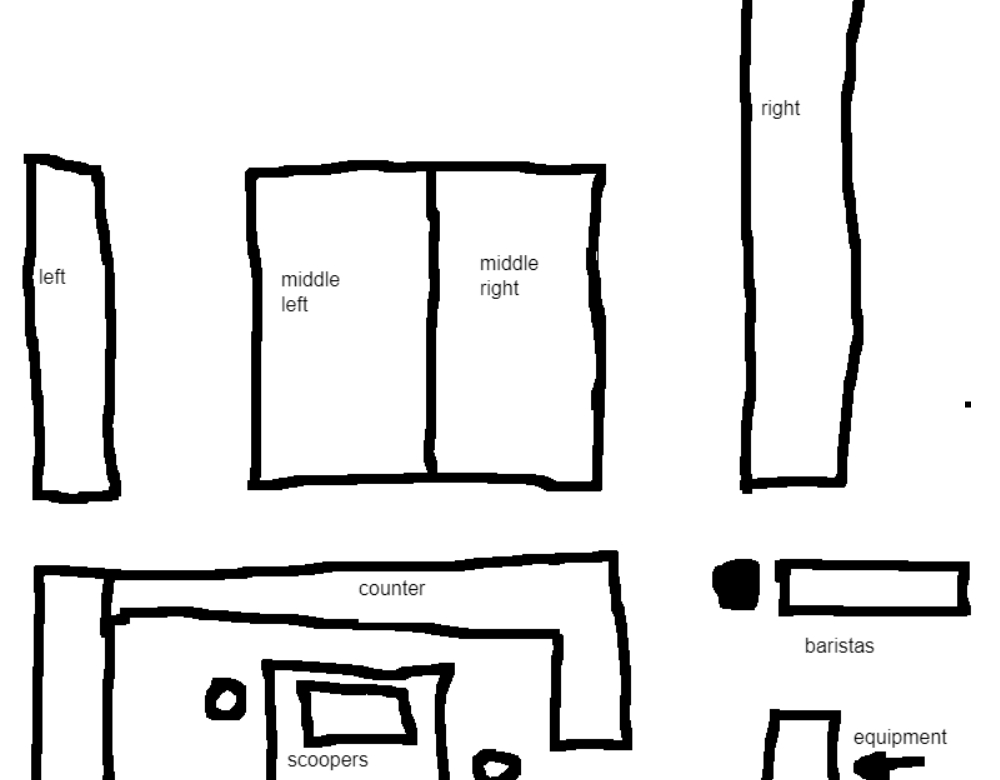 right
left
middle
left
middle
right
counter
baristas
equipment
scoopers